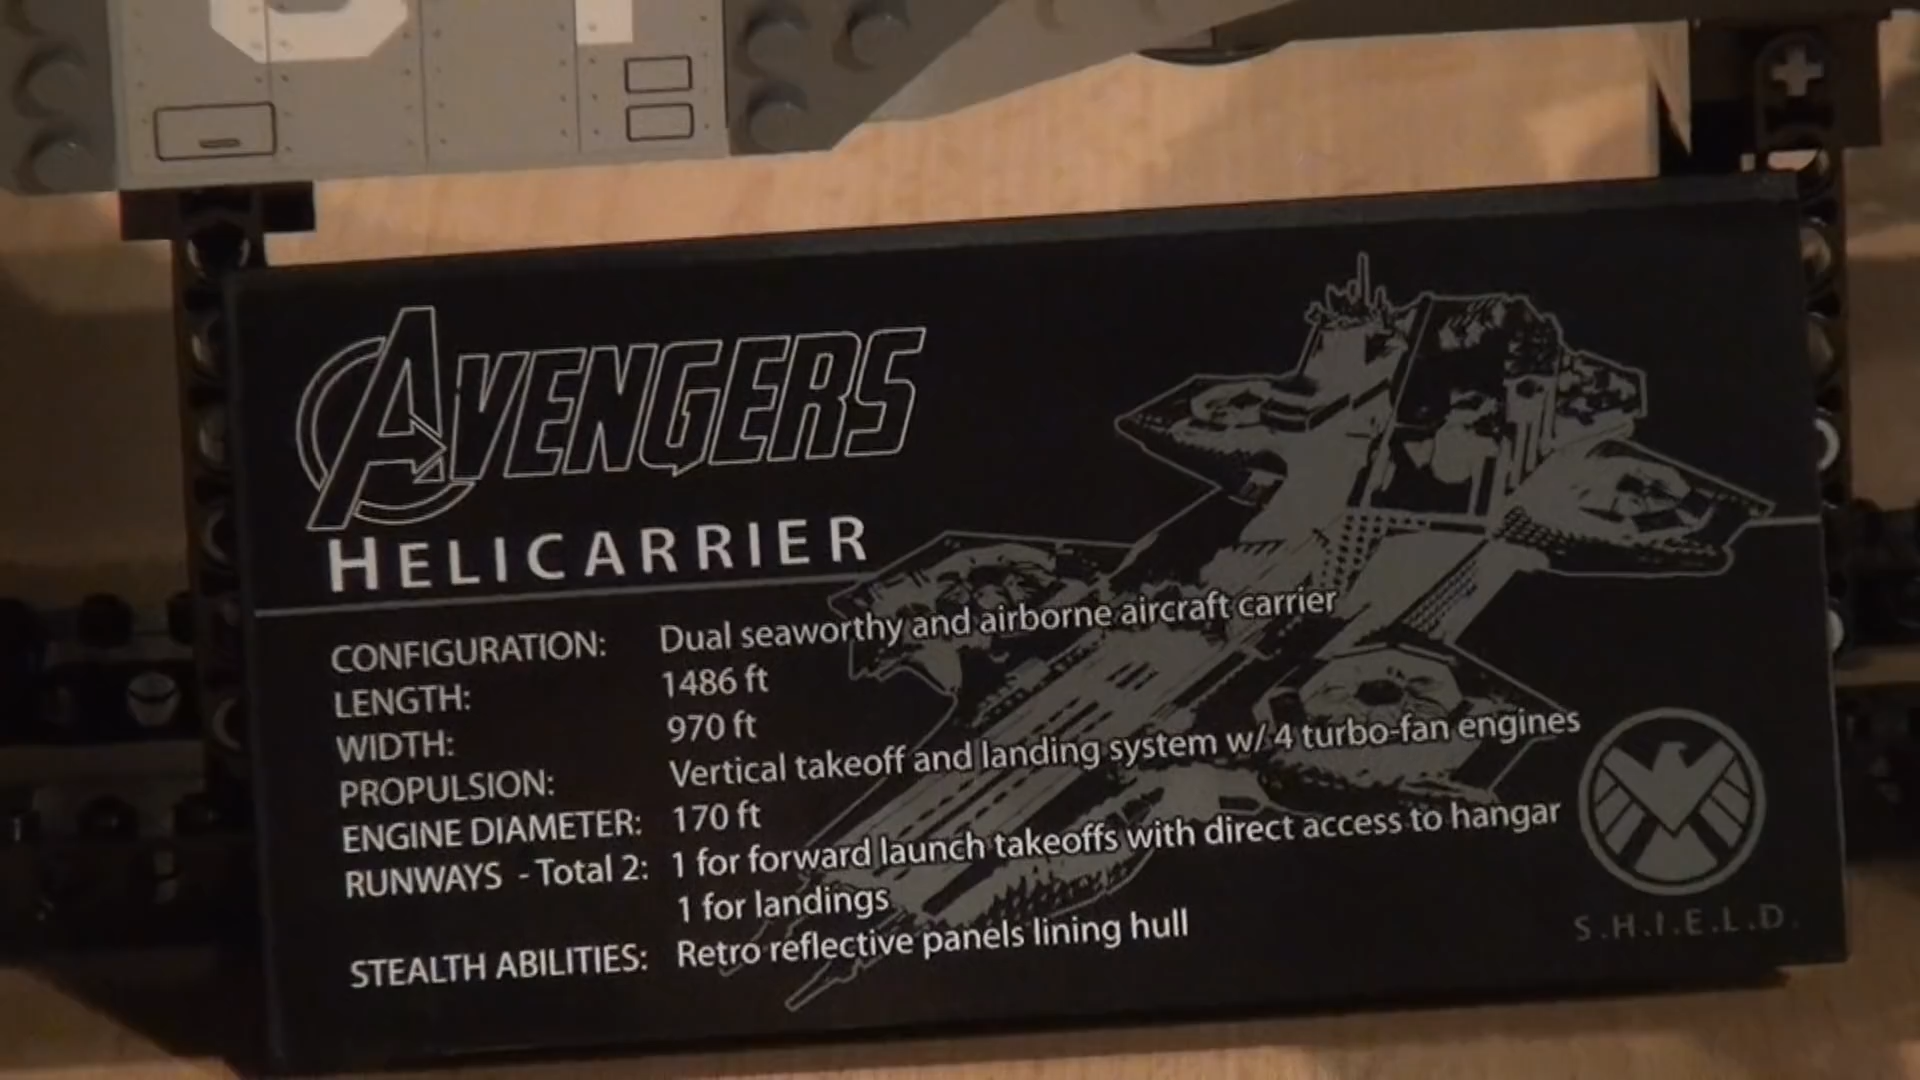 AVENGERS
HELICARRIER
CONFIGURATION: Dual seaworthy and airborne aircraft carrier
LENGTH: 1486 ft
WIDTH: 970 ft
PROPULSION: Vertical takeoff and landing system w/ 4 turbo-fan engines
ENGINE DIAMETER: 170 ft
RUNWAYS - Total 2: 1 for forward launch takeoffs with direct access to hangar
1 for landings
STEALTH ABILITIES: Retro reflective panels lining hull
S.H.I.E.L.D.